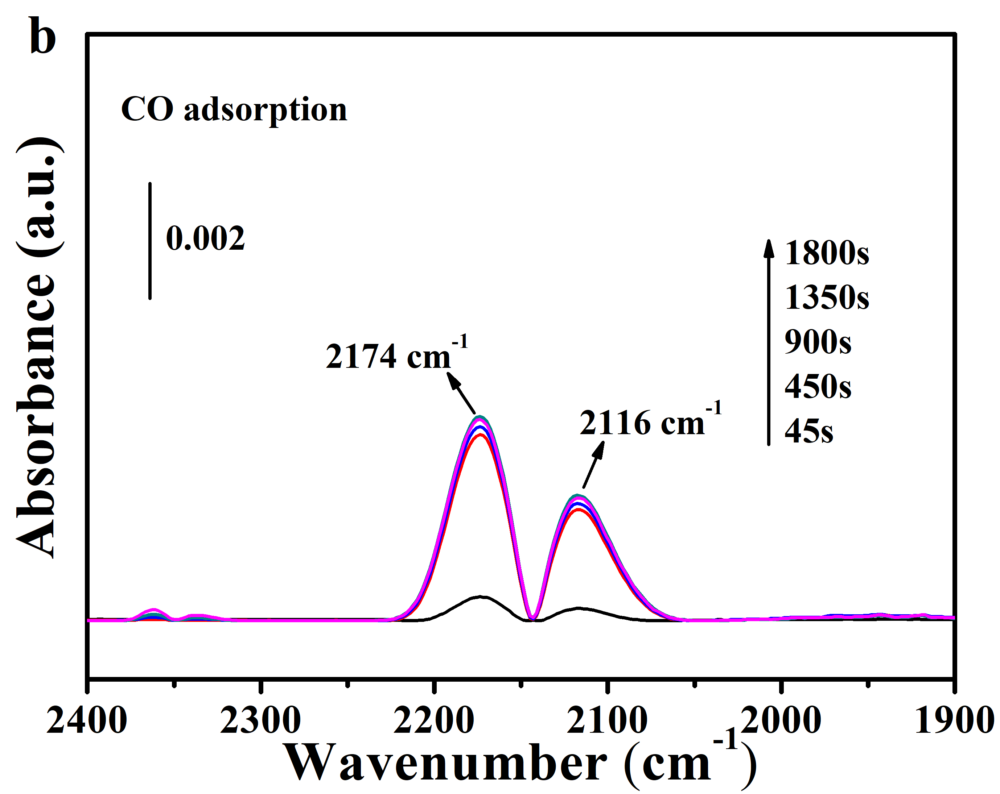 b
CO adsorption
0.002
2174 cm⁻¹
2116 cm⁻¹
1800s
1350s
900s
450s
45s
Absorbance (a.u.)
2400 2300 2200 2100 2000 1900
Wavenumber (cm⁻¹)